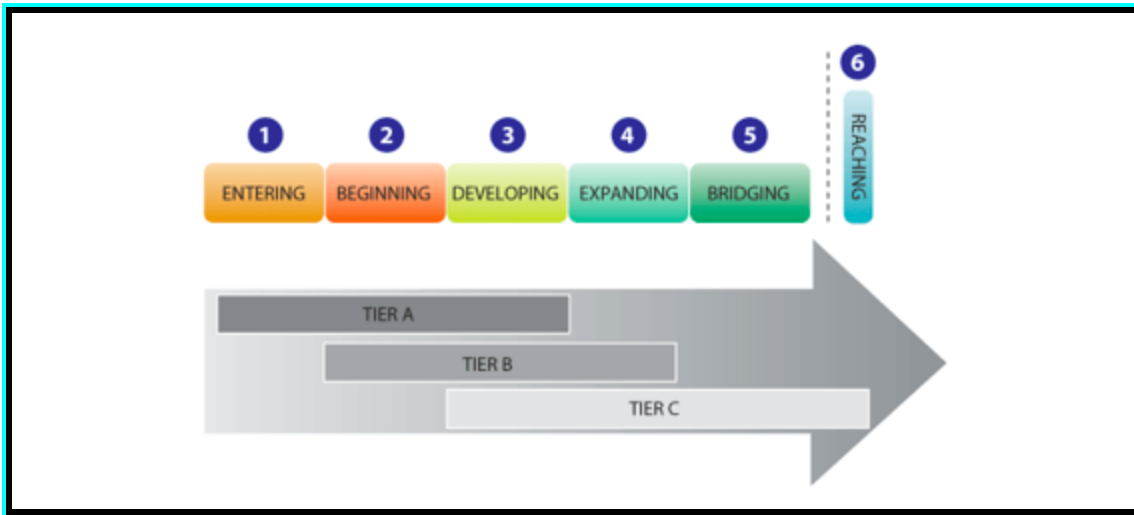 6
1 2 3 4 5
REACHING
ENTERING BEGINNING DEVELOPING EXPANDING BRIDGING
TIER A
TIER B
TIER C